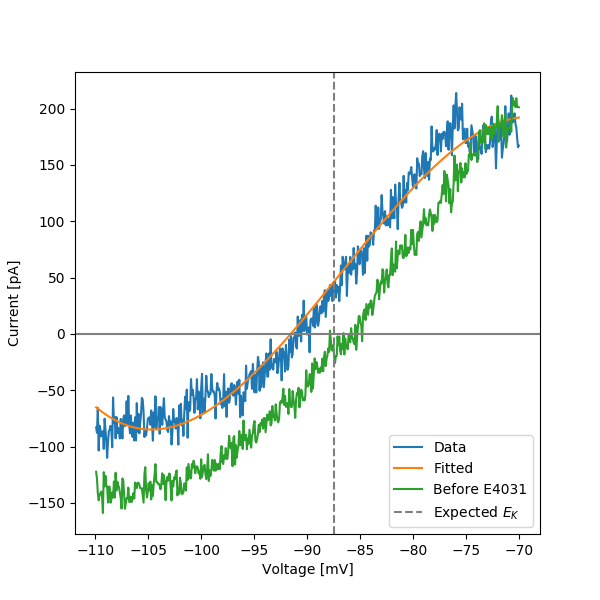 200
150
100
50
0
−50
−100
−150
Current [pA]
Data
Fitted
Before E4031
Expected E_K
−110 −105 −100 −95 −90 −85 −80 −75 −70
Voltage [mV]